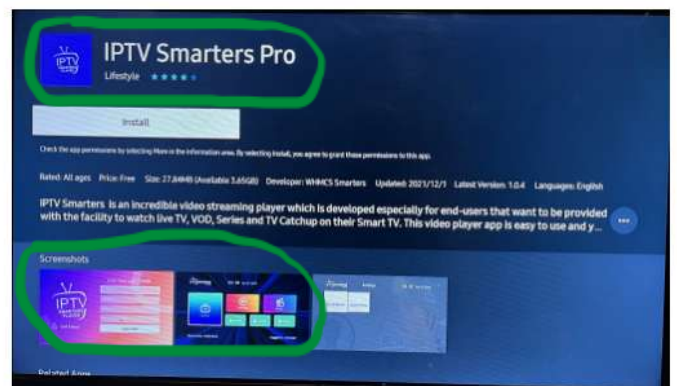 IPTV
IPTV Smarters Pro
Lifestyle
Install
Check the app permissions by selecting More in the information area. By selecting Install, you agree to grant those permissions to this app.
Rated: All ages Price: Free Size: 27.84MB (Available 3.65GB) Developer: WHMCS Smarters Updated: 2021/12/1 Latest Version: 1.0.4 Languages: English
IPTV Smarters is an incredible video streaming player which is developed especially for end-users that want to be provided
with the facility to watch live TV, VOD, Series and TV Catchup on their Smart TV. This video player app is easy to use and y...
Screenshots
IPTV
SMARTERS
PLAYER
Related Apps